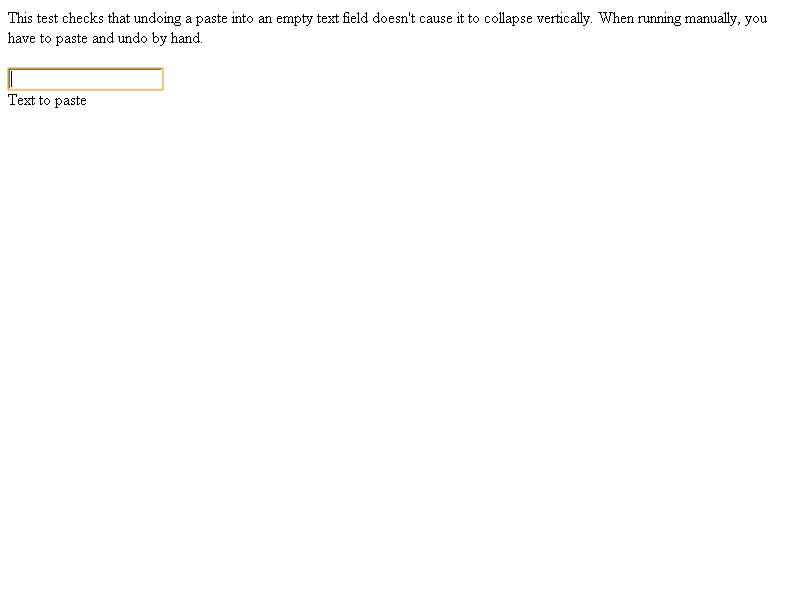 This test checks that undoing a paste into an empty text field doesn't cause it to collapse vertically. When running manually, you
have to paste and undo by hand.
Text to paste